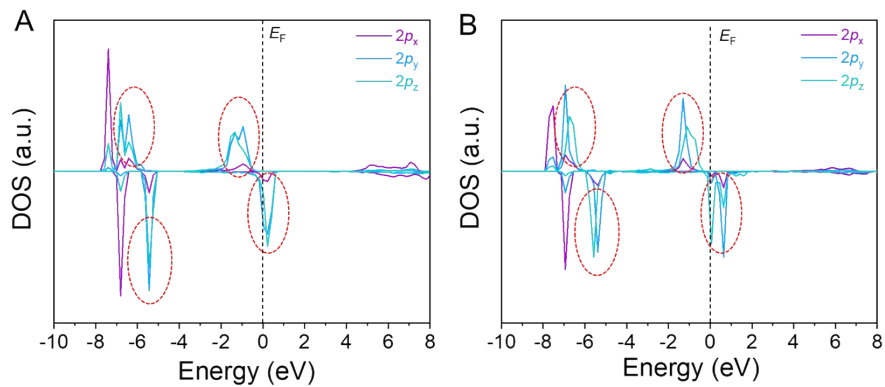 A
E_F
2p_x
2p_y
2p_z
DOS (a.u.)
-10 -8 -6 -4 -2 0 2 4 6 8
Energy (eV)
B
E_F
2p_x
2p_y
2p_z
DOS (a.u.)
-10 -8 -6 -4 -2 0 2 4 6 8
Energy (eV)